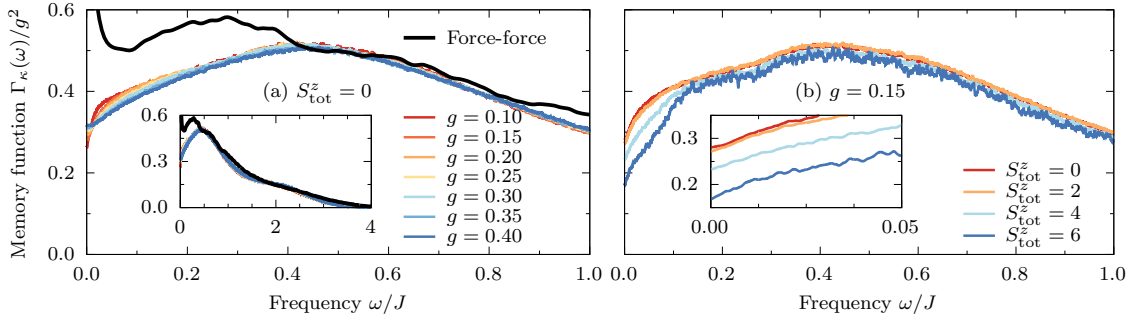 Memory function Γκ(ω)/g²
0.6
0.4
0.2
0.0
0.0 0.2 0.4 0.6 0.8 1.0
Frequency ω/J
Force-force
(a) S^z_tot = 0
g = 0.10
g = 0.15
g = 0.20
g = 0.25
g = 0.30
g = 0.35
g = 0.40
0.6
0.3
0.0
0 2 4
0.0 0.2 0.4 0.6 0.8 1.0
Frequency ω/J
(b) g = 0.15
0.3
0.2
0.00 0.05
S^z_tot = 0
S^z_tot = 2
S^z_tot = 4
S^z_tot = 6